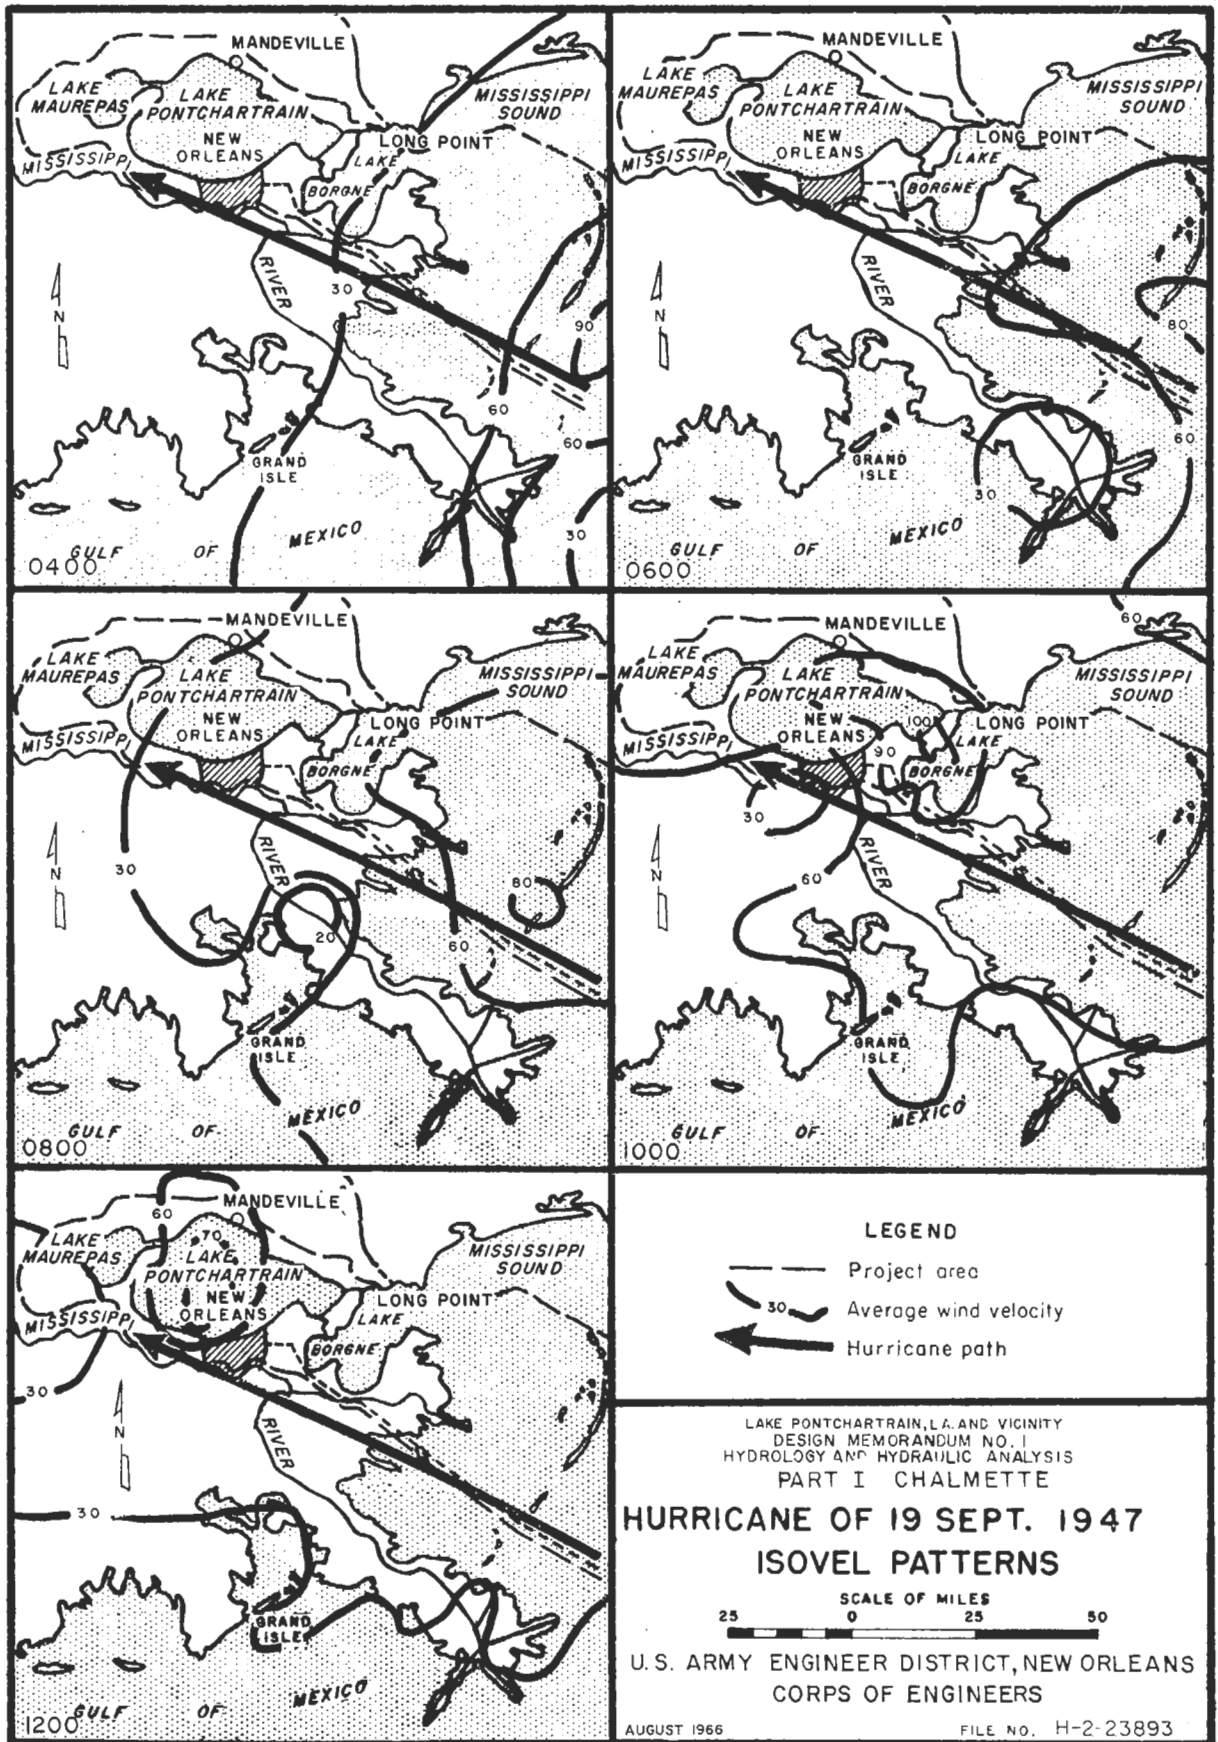 MANDEVILLE
LAKE
MAUREPAS
LAKE
PONTCHARTRAIN
MISSISSIPPI
SOUND
NEW
ORLEANS
LONG POINT
LAKE
BORGNE
MISSISSIPPI
RIVER
30
N
90
60
60
GRAND
ISLE
30
GULF OF MEXICO
0400
MANDEVILLE
LAKE
MAUREPAS
LAKE
PONTCHARTRAIN
MISSISSIPPI
SOUND
NEW
ORLEANS
LONG POINT
LAKE
BORGNE
MISSISSIPPI
RIVER
N
80
60
GRAND
ISLE
30
GULF OF MEXICO
0600
MANDEVILLE
LAKE
MAUREPAS
LAKE
PONTCHARTRAIN
MISSISSIPPI
SOUND
NEW
ORLEANS
LONG POINT
LAKE
BORGNE
MISSISSIPPI
RIVER
N
30
80
20
60
GRAND
ISLE
GULF OF MEXICO
0800
60
MANDEVILLE
LAKE
MAUREPAS
LAKE
PONTCHARTRAIN
MISSISSIPPI
SOUND
NEW
ORLEANS
100
LONG POINT
LAKE
90
BORGNE
MISSISSIPPI
30
RIVER
N
60
GRAND
ISLE
GULF OF MEXICO
1000
MANDEVILLE
60
70
LAKE
MAUREPAS
LAKE
PONTCHARTRAIN
MISSISSIPPI
SOUND
NEW
ORLEANS
LONG POINT
LAKE
BORGNE
MISSISSIPPI
30
RIVER
N
30
GRAND
ISLE
GULF OF MEXICO
1200
LEGEND
Project area
30 Average wind velocity
Hurricane path
LAKE PONTCHARTRAIN, LA. AND VICINITY
DESIGN MEMORANDUM NO. 1
HYDROLOGY AND HYDRAULIC ANALYSIS
PART I CHALMETTE
HURRICANE OF 19 SEPT. 1947
ISOVEL PATTERNS
SCALE OF MILES
25 0 25 50
U.S. ARMY ENGINEER DISTRICT, NEW ORLEANS
CORPS OF ENGINEERS
AUGUST 1966 FILE NO. H-2-23893